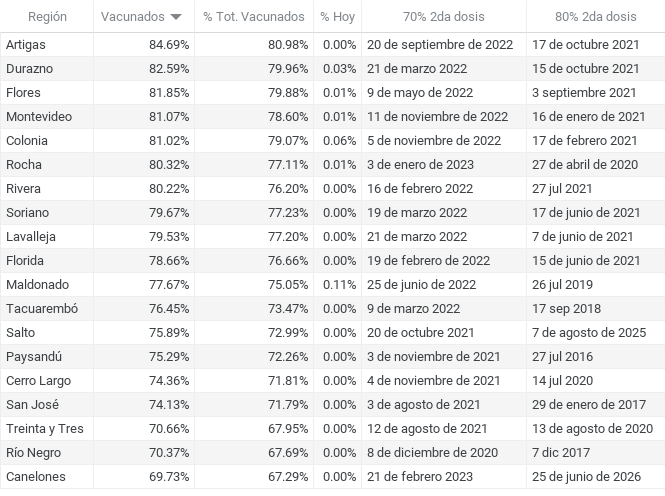 Región Vacunados % Tot. Vacunados % Hoy 70% 2da dosis 80% 2da dosis
Artigas 84.69% 80.98% 0.00% 20 de septiembre de 2022 17 de octubre 2021
Durazno 82.59% 79.96% 0.03% 21 de marzo 2022 15 de octubre 2021
Flores 81.85% 79.88% 0.01% 9 de mayo de 2022 3 septiembre 2021
Montevideo 81.07% 78.60% 0.01% 11 de noviembre de 2022 16 de enero de 2021
Colonia 81.02% 79.07% 0.06% 5 de noviembre de 2022 17 de febrero 2021
Rocha 80.32% 77.11% 0.01% 3 de enero de 2023 27 de abril de 2020
Rivera 80.22% 76.20% 0.00% 16 de febrero 2022 27 jul 2021
Soriano 79.67% 77.23% 0.00% 19 de marzo 2022 17 de junio de 2021
Lavalleja 79.53% 77.20% 0.00% 21 de marzo 2022 7 de junio de 2021
Florida 78.66% 76.66% 0.00% 19 de febrero de 2022 15 de junio de 2021
Maldonado 77.67% 75.05% 0.11% 25 de junio de 2022 26 jul 2019
Tacuarembó 76.45% 73.47% 0.00% 9 de marzo 2022 17 sep 2018
Salto 75.89% 72.99% 0.00% 20 de octubre 2021 7 de agosto de 2025
Paysandú 75.29% 72.26% 0.00% 3 de noviembre de 2021 27 jul 2016
Cerro Largo 74.36% 71.81% 0.00% 4 de noviembre de 2021 14 jul 2020
San José 74.13% 71.79% 0.00% 3 de agosto de 2021 29 de enero de 2017
Treinta y Tres 70.66% 67.95% 0.00% 12 de agosto de 2021 13 de agosto de 2020
Río Negro 70.37% 67.69% 0.00% 8 de diciembre de 2020 7 dic 2017
Canelones 69.73% 67.29% 0.00% 21 de febrero 2023 25 de junio de 2026